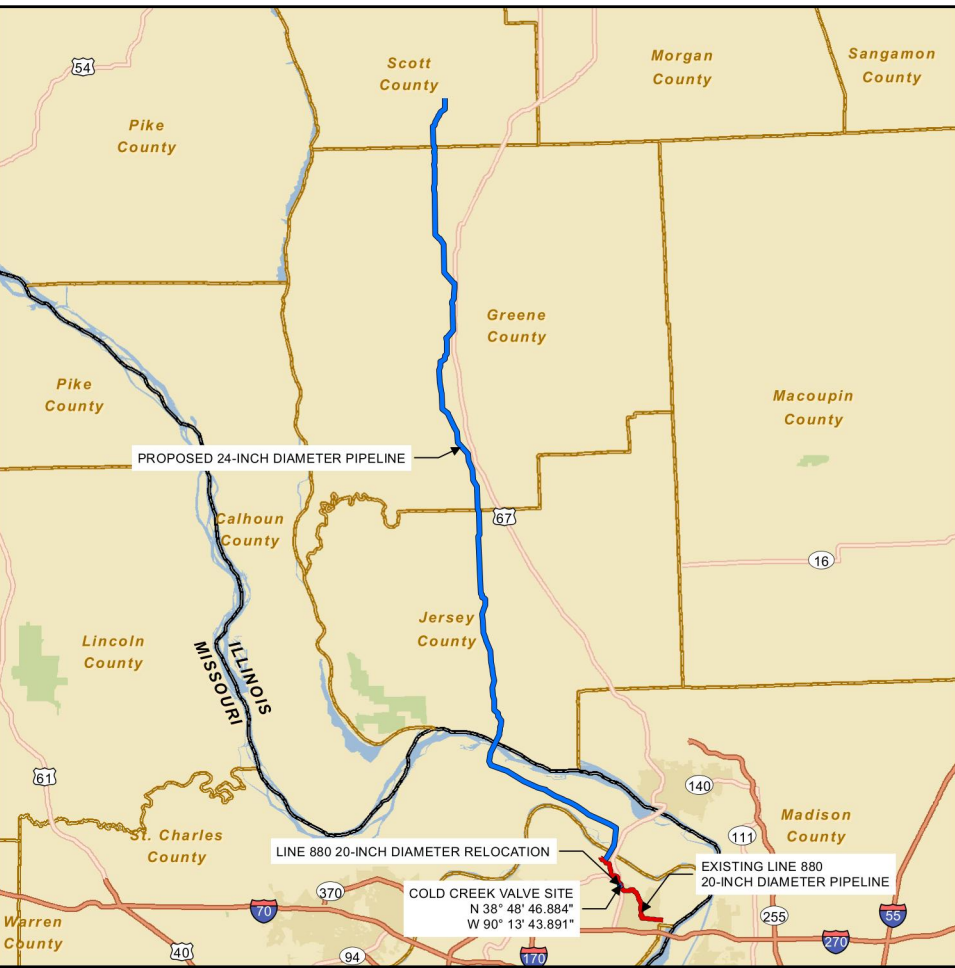 54
Scott
County
Morgan
County
Sangamon
County
Pike
County
Greene
County
Pike
County
Macoupin
County
PROPOSED 24-INCH DIAMETER PIPELINE
Calhoun
County
67
16
Jersey
County
Lincoln
County
ILLINOIS
MISSOURI
61
140
St. Charles
County
111
Madison
County
LINE 880 20-INCH DIAMETER RELOCATION
EXISTING LINE 880
20-INCH DIAMETER PIPELINE
COLD CREEK VALVE SITE
N 38° 48' 46.884"
W 90° 13' 43.891"
370
70
255
55
Warren
County
40
94
170
270